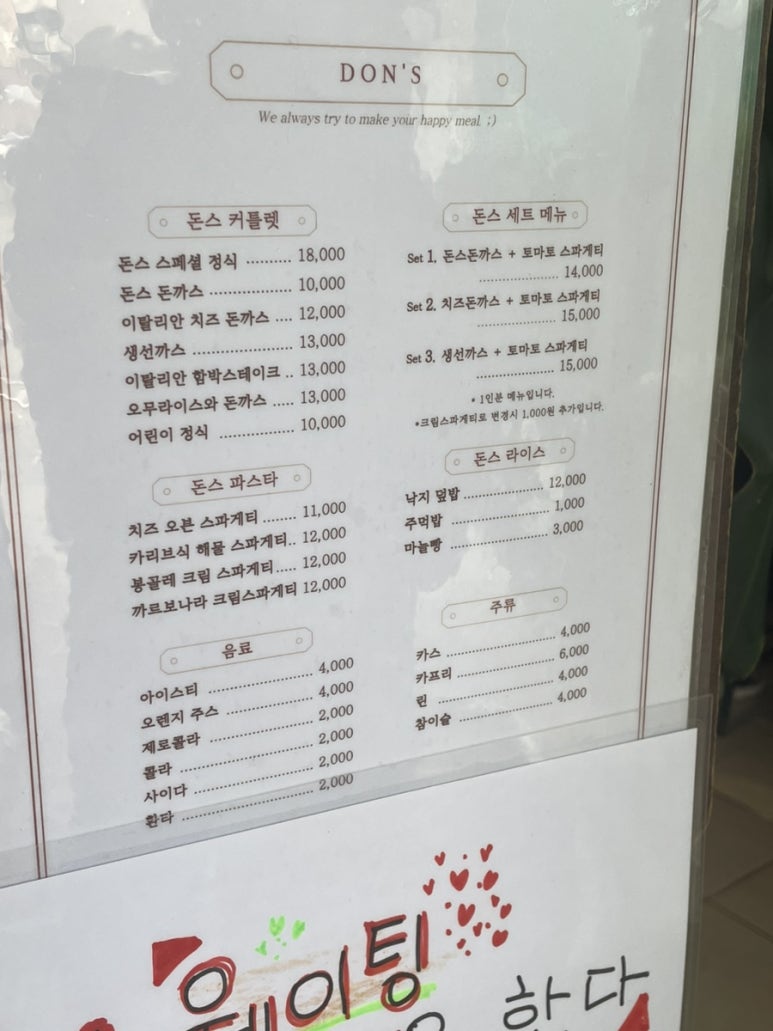 DON'S
We always try to make your happy meal ;)
돈스 커틀렛
돈스 스페셜 정식 .......... 18,000
돈스 돈까스 .................... 10,000
이탈리안 치즈 돈까스 .... 12,000
생선까스 ........................ 13,000
이탈리안 함박스테이크 .. 13,000
오무라이스와 돈까스 ..... 13,000
어린이 정식 .................. 10,000
돈스 파스타
치즈 오븐 스파게티 ........ 11,000
카리브식 해물 스파게티.. 12,000
봉골레 크림 스파게티..... 12,000
까르보나라 크림스파게티 12,000
음료
아이스티 ........................ 4,000
오렌지 주스 .................... 4,000
제로콜라 ........................ 2,000
콜라 .............................. 2,000
사이다 ........................... 2,000
환타 .............................. 2,000
돈스 세트 메뉴
Set 1. 돈스돈까스 + 토마토 스파게티
.................. 14,000
Set 2. 치즈돈까스 + 토마토 스파게티
.................. 15,000
Set 3. 생선까스 + 토마토 스파게티
.................. 15,000
* 1인분 메뉴입니다.
*크림스파게티로 변경시 1,000원 추가입니다.
돈스 라이스
낙지 덮밥 .................. 12,000
주먹밥 ........................ 1,000
마늘빵 ........................ 3,000
주류
카스 ........................... 4,000
카프리 ........................ 6,000
린 .............................. 4,000
참이슬 ........................ 4,000
웨이팅
한다